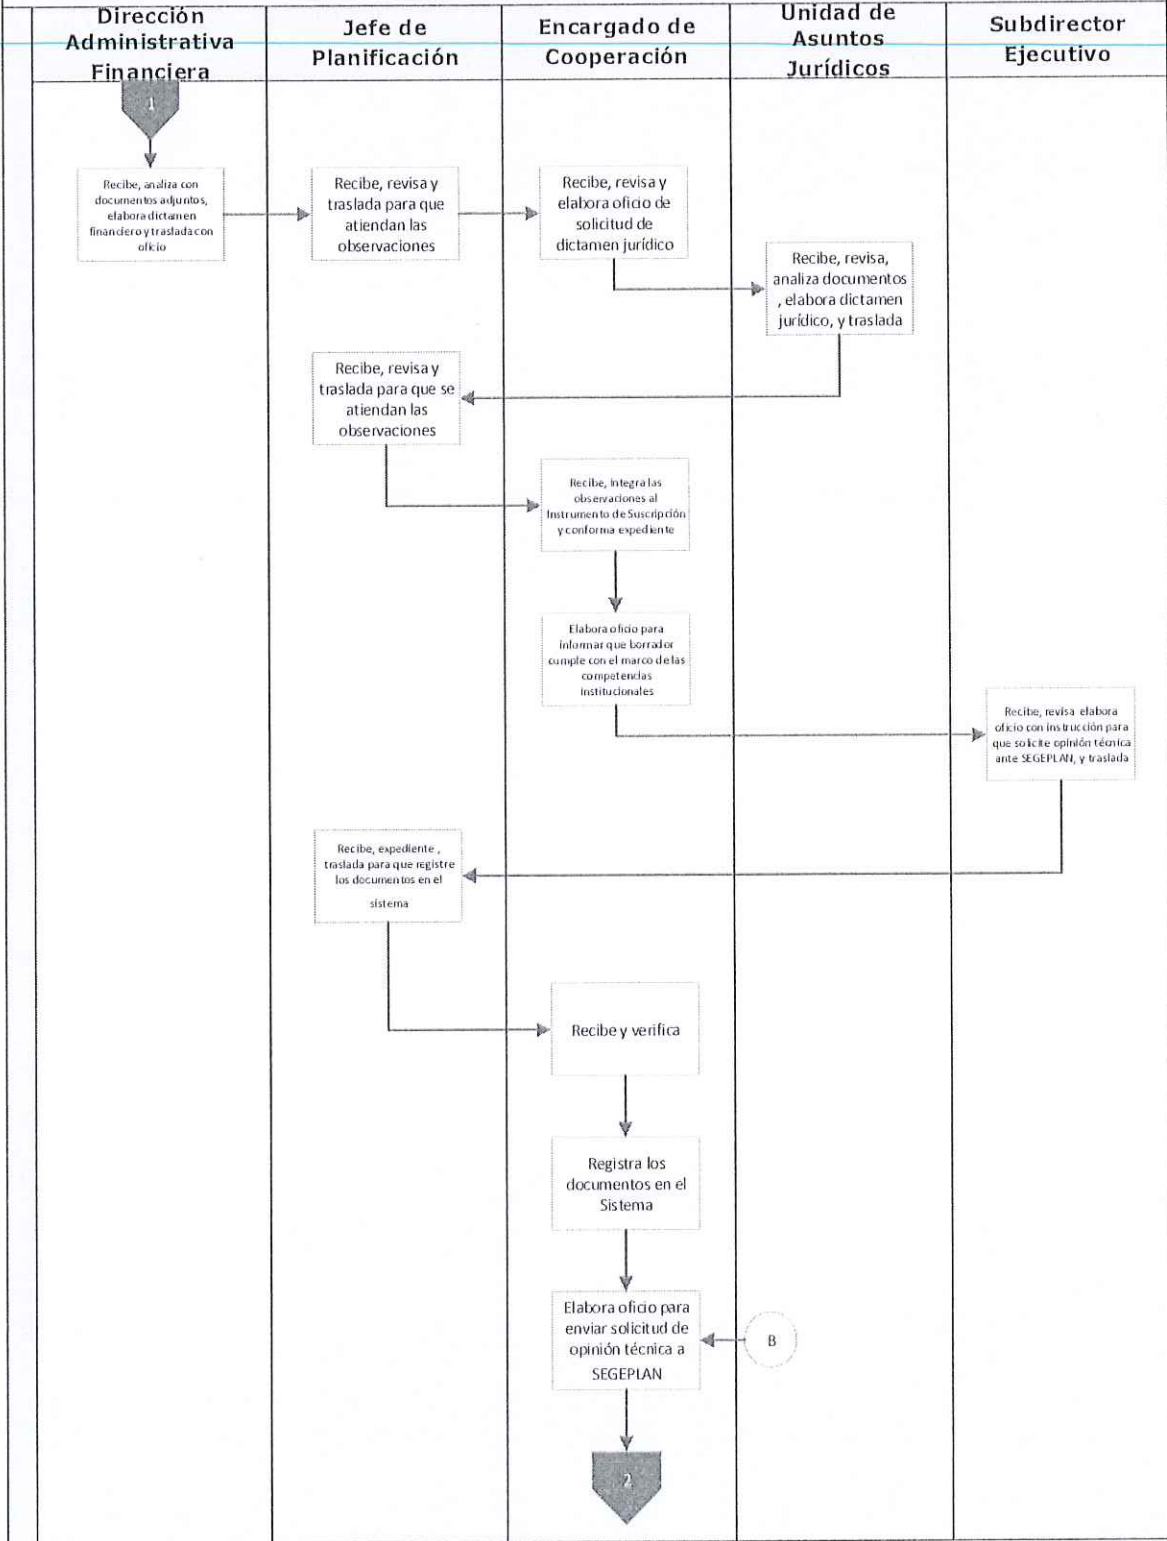 Dirección
Administrativa
Financiera
Jefe de
Planificación
Encargado de
Cooperación
Unidad de
Asuntos
Jurídicos
Subdirector
Ejecutivo
1
Recibe, analiza con
documentos adjuntos,
elabora dictamen
financiero y traslada con
oficio
Recibe, revisa y
traslada para que
atiendan las
observaciones
Recibe, revisa y
elabora oficio de
solicitud de
dictamen jurídico
Recibe, revisa,
analiza documentos
, elabora dictamen
jurídico, y traslada
Recibe, revisa y
traslada para que se
atiendan las
observaciones
Recibe, integra las
observaciones al
Instrumento de Suscripción
y conforma expediente
Elabora oficio para
informar que borrador
cumple con el marco de las
competencias
Institucionales
Recibe, revisa elabora
oficio con instrucción para
que solicite opinión técnica
ante SEGEPLAN, y traslada
Recibe, expediente ,
traslada para que registre
los documentos en el
sistema
Recibe y verifica
Registra los
documentos en el
Sistema
Elabora oficio para
enviar solicitud de
opinión técnica a
SEGEPLAN
B
2